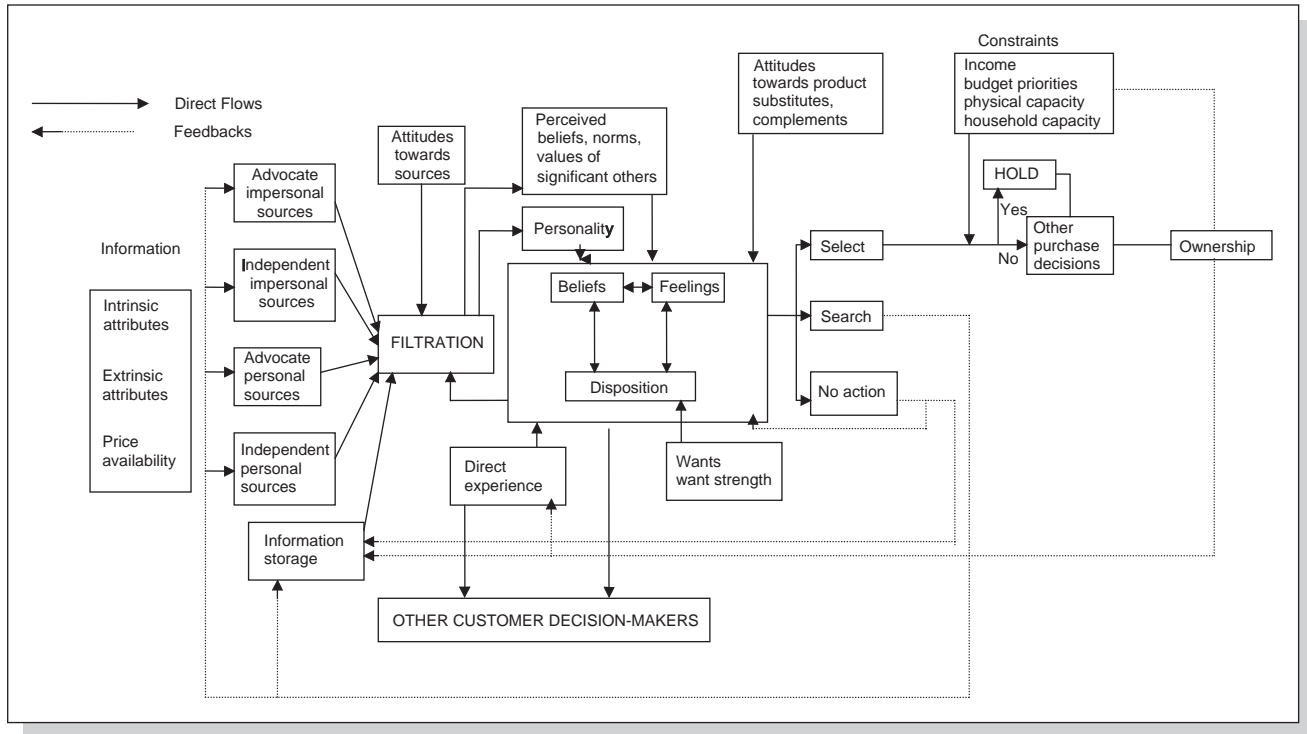 Constraints
Income
budget priorities
physical capacity
household capacity
Attitudes
towards product
substitutes,
complements
Direct Flows
Feedbacks
Perceived
beliefs, norms,
values of
significant others
Attitudes
towards
sources
Advocate
impersonal
sources
HOLD
Yes
Other
purchase
decisions
No
Ownership
Personality
Select
Information
Independent
impersonal
sources
Beliefs
Feelings
Intrinsic
attributes
Extrinsic
attributes
Price
availability
FILTRATION
Search
Advocate
personal
sources
Disposition
No action
Independent
personal
sources
Direct
experience
Wants
want strength
Information
storage
OTHER CUSTOMER DECISION-MAKERS